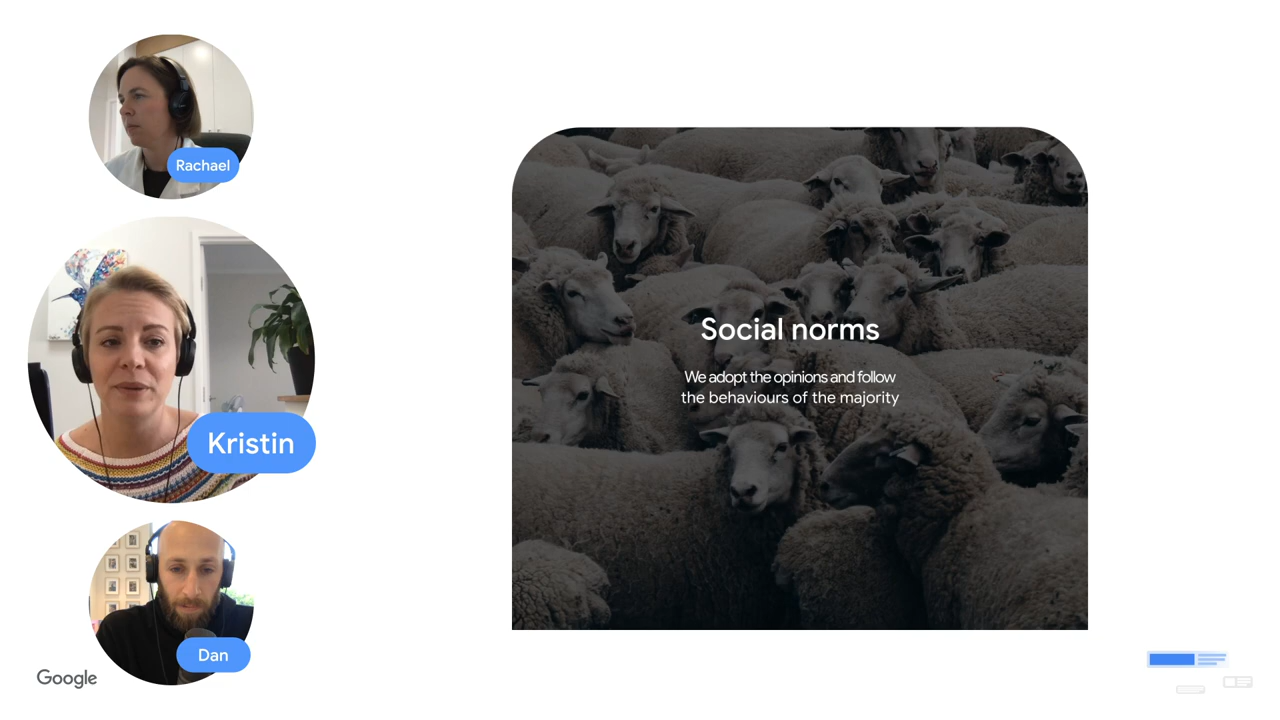 Rachael
Kristin
Dan
Google
Social norms
We adopt the opinions and follow
the behaviours of the majority